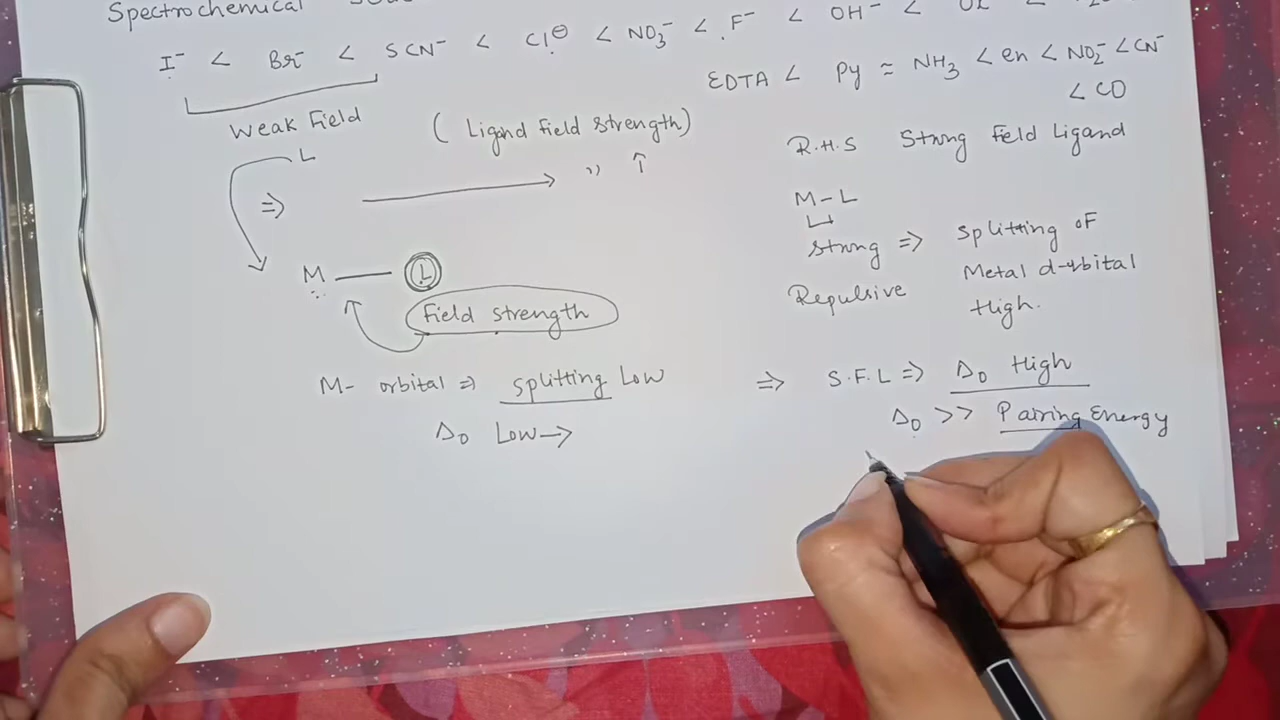 Spectrochemical
I⁻ < Br⁻ < SCN⁻ < Cl⊖ < NO₃⁻ < F⁻ < OH⁻ < <
EDTA < Py ≈ NH₃ < en < NO₂⁻ < CN⁻
< CO
Weak Field
(Ligand field strength)
L
⇒ → ,, ↑
M — L
Field strength
M- orbital ⇒ splitting Low
Δ₀ Low →
R.H.S Strong Field Ligand
M - L
strong ⇒ splitting of
Repulsive Metal d-orbital
High.
⇒ S.F.L ⇒ Δ₀ High
Δ₀ >> Pairing Energy